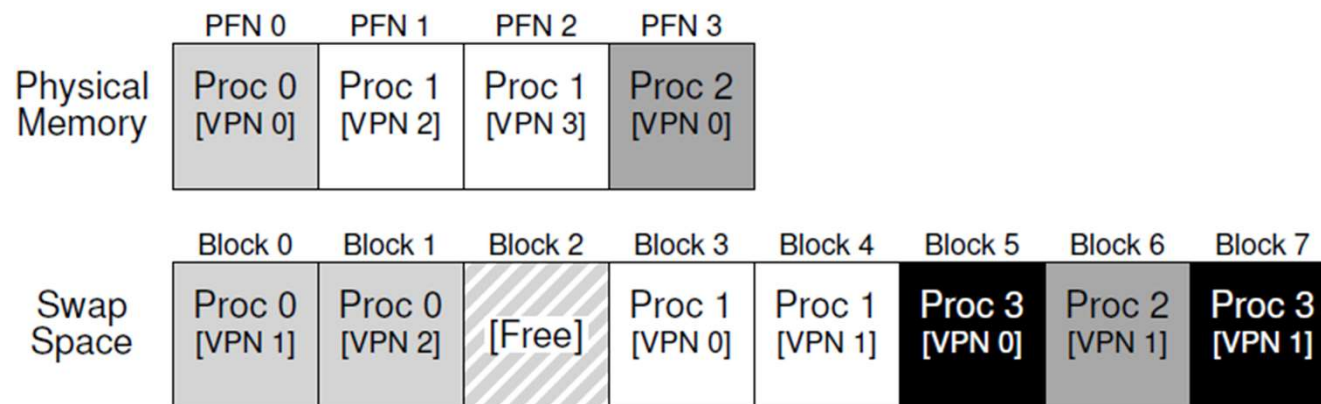 PFN 0 PFN 1 PFN 2 PFN 3
Physical Memory
Proc 0 [VPN 0]
Proc 1 [VPN 2]
Proc 1 [VPN 3]
Proc 2 [VPN 0]
Block 0 Block 1 Block 2 Block 3 Block 4 Block 5 Block 6 Block 7
Swap Space
Proc 0 [VPN 1]
Proc 0 [VPN 2]
[Free]
Proc 1 [VPN 0]
Proc 1 [VPN 1]
Proc 3 [VPN 0]
Proc 2 [VPN 1]
Proc 3 [VPN 1]